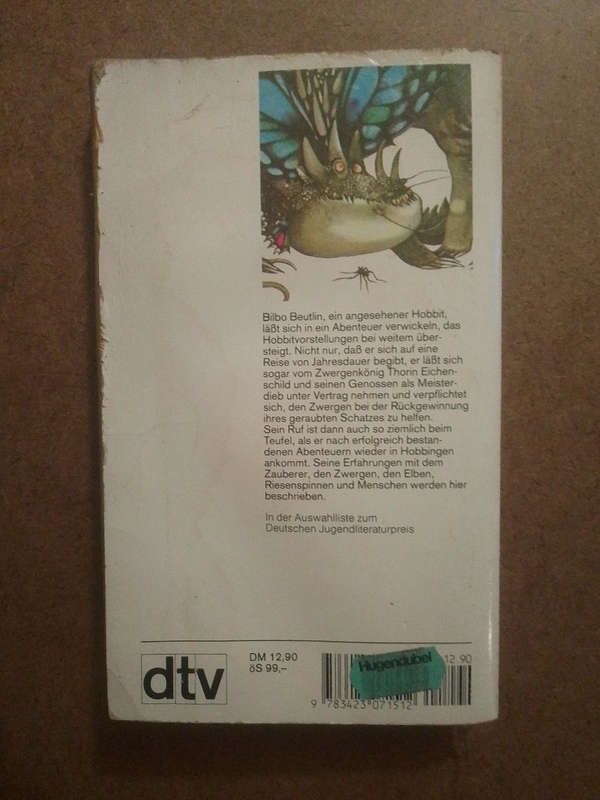 Bilbo Beutlin, ein angesehener Hobbit,
läßt sich in ein Abenteuer verwickeln, das
Hobbitvorstellungen bei weitem über-
steigt. Nicht nur, daß er sich auf eine
Reise von Jahresdauer begibt, er läßt sich
sogar vom Zwergenkönig Thorin Eichen-
schild und seinen Genossen als Meister-
dieb unter Vertrag nehmen und verpflichtet
sich, den Zwergen bei der Rückgewinnung
ihres geraubten Schatzes zu helfen.
Sein Ruf ist dann auch so ziemlich beim
Teufel, als er nach erfolgreich bestan-
denen Abenteuern wieder in Hobbingen
ankommt. Seine Erfahrungen mit dem
Zauberer, den Zwergen, den Elben,
Riesenspinnen und Menschen werden hier
beschrieben.
In der Auswahlliste zum
Deutschen Jugendliteraturpreis
dtv
DM 12,90
öS 99,–
Hugendubel
12.90
9 783423 071512